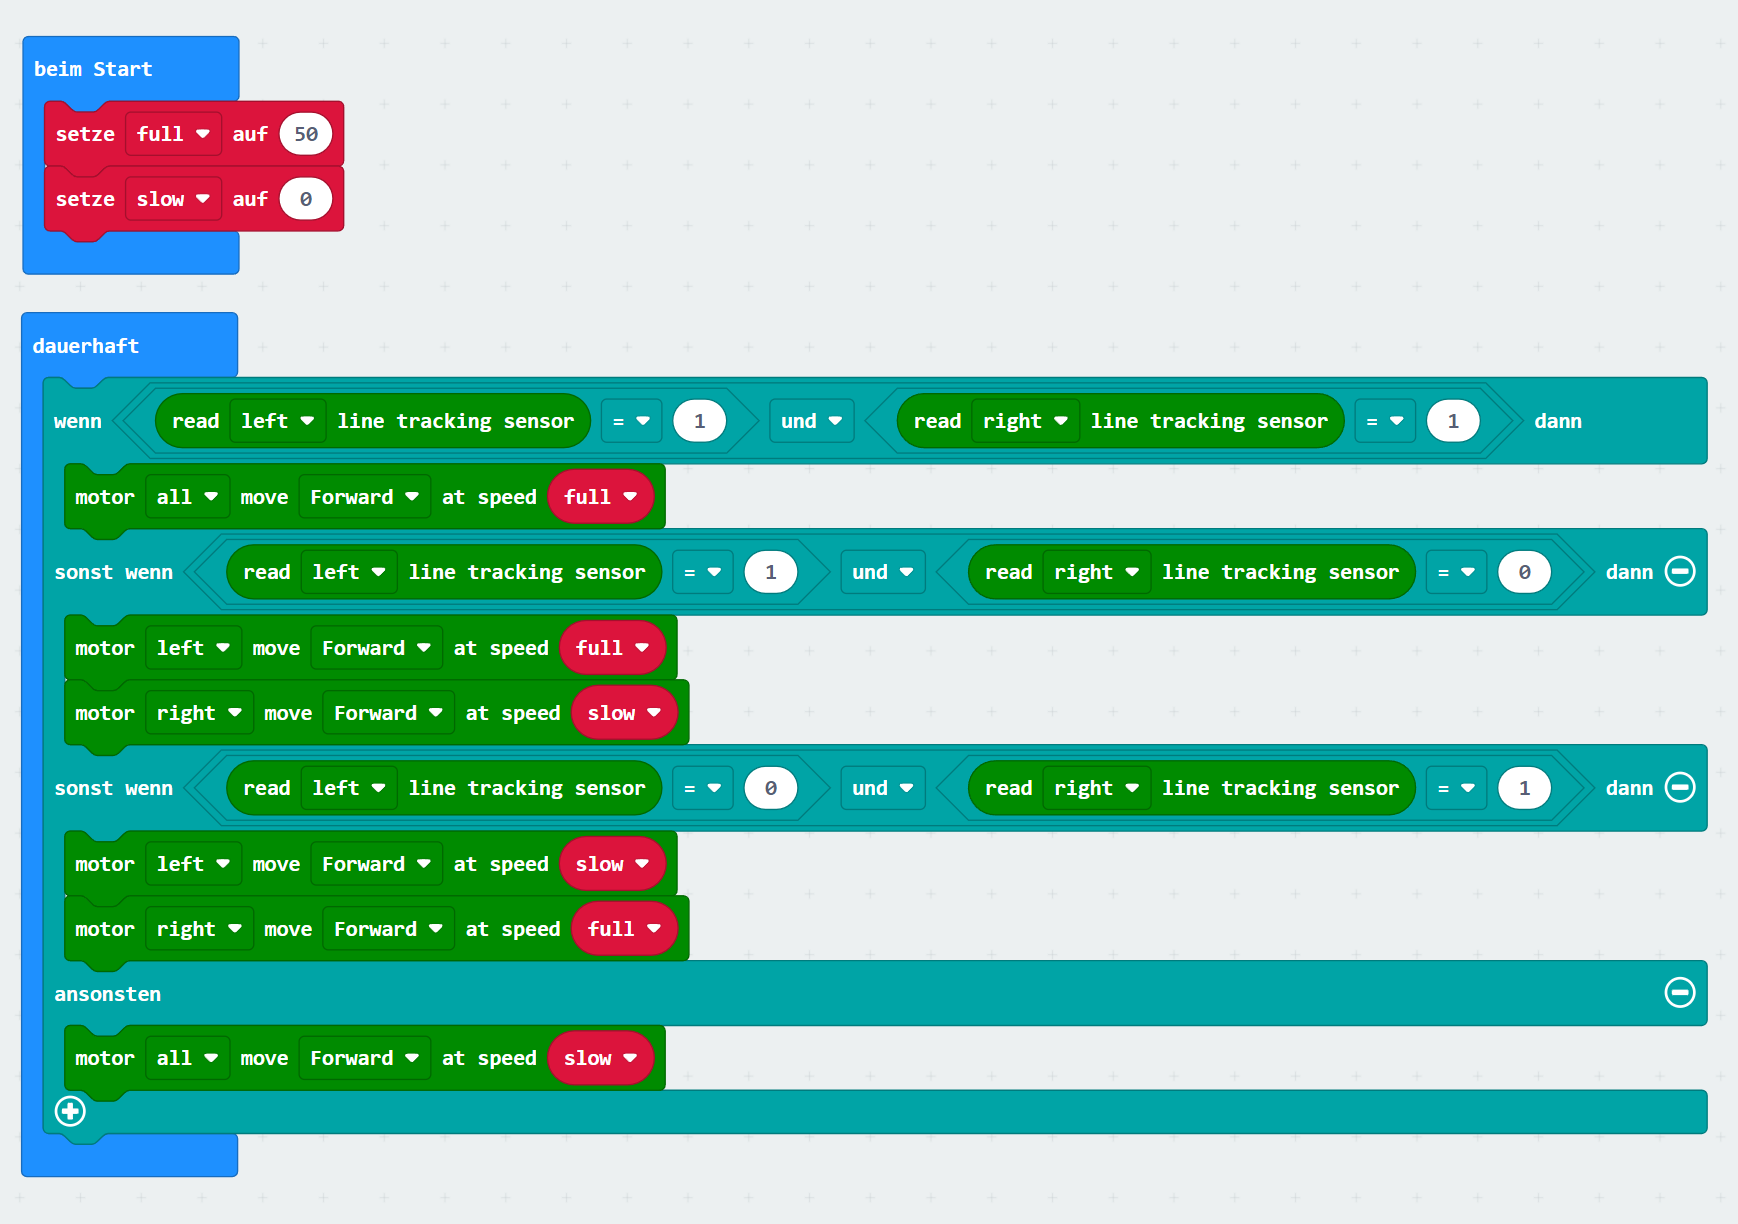 beim Start
setze full auf 50
setze slow auf 0
dauerhaft
wenn read left line tracking sensor = 1 und read right line tracking sensor = 1 dann
motor all move Forward at speed full
sonst wenn read left line tracking sensor = 1 und read right line tracking sensor = 0 dann
motor left move Forward at speed full
motor right move Forward at speed slow
sonst wenn read left line tracking sensor = 0 und read right line tracking sensor = 1 dann
motor left move Forward at speed slow
motor right move Forward at speed full
ansonsten
motor all move Forward at speed slow